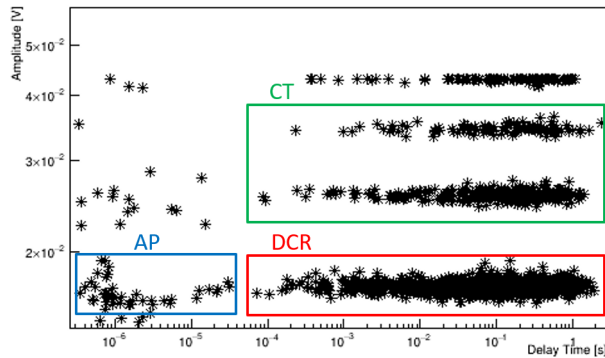 Amplitude [V]
5×10⁻²
4×10⁻²
CT
3×10⁻²
AP
DCR
2×10⁻²
10⁻⁶ 10⁻⁵ 10⁻⁴ 10⁻³ 10⁻² 10⁻¹ 1
Delay Time [s]